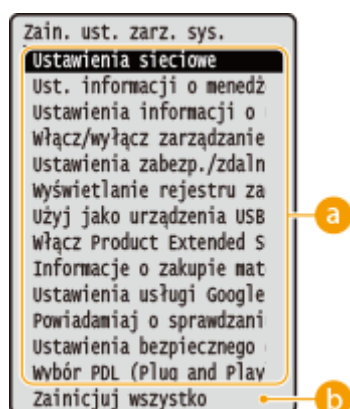 Zain. ust. zarz. sys.
Ustawienia sieciowe
Ust. informacji o menedż
Ustawienia informacji o
Włącz/wyłącz zarządzanie
Ustawienia zabezp./zdaln
Wyświetlanie rejestru za
Użyj jako urządzenia USB
Włącz Product Extended S
Informacje o zakupie mat
Ustawienia usługi Google
Powiadamiaj o sprawdzani
Ustawienia bezpiecznego
Wybór PDL (Plug and Play
Zainicjuj wszystko
a
b